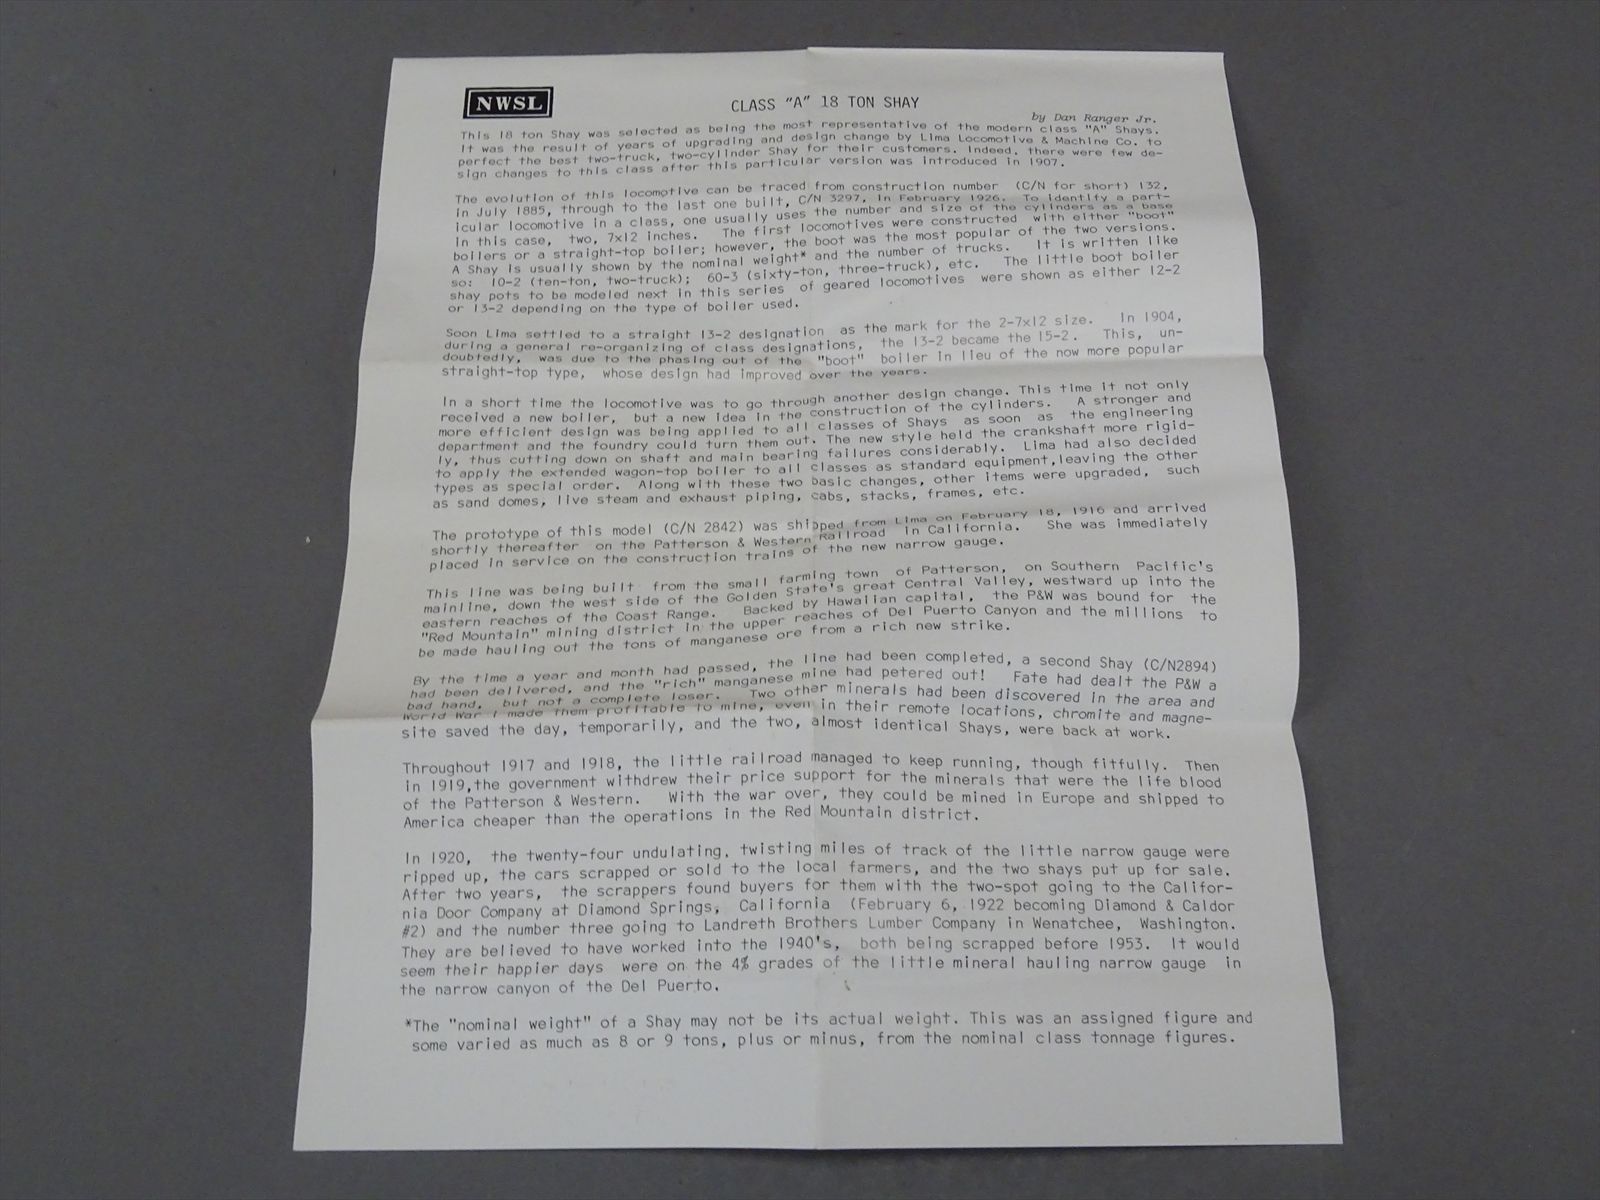 NWSL
CLASS "A" 18 TON SHAY
by Dan Ranger Jr.
This 18 ton Shay was selected as being the most representative of the modern class "A" Shays.
It was the result of years of upgrading and design change by Lima Locomotive & Machine Co. to
perfect the best two-truck, two-cylinder Shay for their customers. Indeed, there were few de-
sign changes to this class after this particular version was introduced in 1907.
The evolution of this locomotive can be traced from construction number (C/N for short) 132,
in July 1885, through to the last one built, C/N 3297, in February 1926. To identify a part-
icular locomotive in a class, one usually uses the number and size of the cylinders as a base
In this case, two, 7x12 inches. The first locomotives were constructed with either "boot"
boilers or a straight-top boiler; however, the boot was the most popular of the two versions.
A Shay is usually shown by the nominal weight* and the number of trucks. It is written like
so: 10-2 (ten-ton, two-truck); 60-3 (sixty-ton, three-truck), etc. The little boot boiler
shay pots to be modeled next in this series of geared locomotives were shown as either 12-2
or 13-2 depending on the type of boiler used.
Soon Lima settled to a straight 13-2 designation as the mark for the 2-7x12 size. In 1904,
during a general re-organizing of class designations, the 13-2 became the 15-2. This, un-
doubtedly, was due to the phasing out of the "boot" boiler in lieu of the now more popular
straight-top type, whose design had improved over the years.
In a short time the locomotive was to go through another design change. This time it not only
received a new boiler, but a new idea in the construction of the cylinders. A stronger and
more efficient design was being applied to all classes of Shays as soon as the engineering
department and the foundry could turn them out. The new style held the crankshaft more rigid-
ly, thus cutting down on shaft and main bearing failures considerably. Lima had also decided
to apply the extended wagon-top boiler to all classes as standard equipment,leaving the other
types as special order. Along with these two basic changes, other items were upgraded, such
as sand domes, live steam and exhaust piping, cabs, stacks, frames, etc.
The prototype of this model (C/N 2842) was shipped from Lima on February 18, 1916 and arrived
shortly thereafter on the Patterson & Western Railroad in California. She was immediately
placed in service on the construction trains of the new narrow gauge.
This line was being built from the small farming town of Patterson, on Southern Pacific's
mainline, down the west side of the Golden State's great Central Valley, westward up into the
eastern reaches of the Coast Range. Backed by Hawaiian capital, the P&W was bound for the
"Red Mountain" mining district in the upper reaches of Del Puerto Canyon and the millions to
be made hauling out the tons of manganese ore from a rich new strike.
By the time a year and month had passed, the line had been completed, a second Shay (C/N2894)
had been delivered, and the "rich" manganese mine had petered out! Fate had dealt the P&W a
bad hand, but not a complete loser. Two other minerals had been discovered in the area and
World War I made them profitable to mine, even in their remote locations, chromite and magne-
site saved the day, temporarily, and the two, almost identical Shays, were back at work.
Throughout 1917 and 1918, the little railroad managed to keep running, though fitfully. Then
in 1919,the government withdrew their price support for the minerals that were the life blood
of the Patterson & Western. With the war over, they could be mined in Europe and shipped to
America cheaper than the operations in the Red Mountain district.
In 1920, the twenty-four undulating, twisting miles of track of the little narrow gauge were
ripped up, the cars scrapped or sold to the local farmers, and the two shays put up for sale.
After two years, the scrappers found buyers for them with the two-spot going to the Califor-
nia Door Company at Diamond Springs, California (February 6, 1922 becoming Diamond & Caldor
#2) and the number three going to Landreth Brothers Lumber Company in Wenatchee, Washington.
They are believed to have worked into the 1940's, both being scrapped before 1953. It would
seem their happier days were on the 4% grades of the little mineral hauling narrow gauge in
the narrow canyon of the Del Puerto.
*The "nominal weight" of a Shay may not be its actual weight. This was an assigned figure and
some varied as much as 8 or 9 tons, plus or minus, from the nominal class tonnage figures.